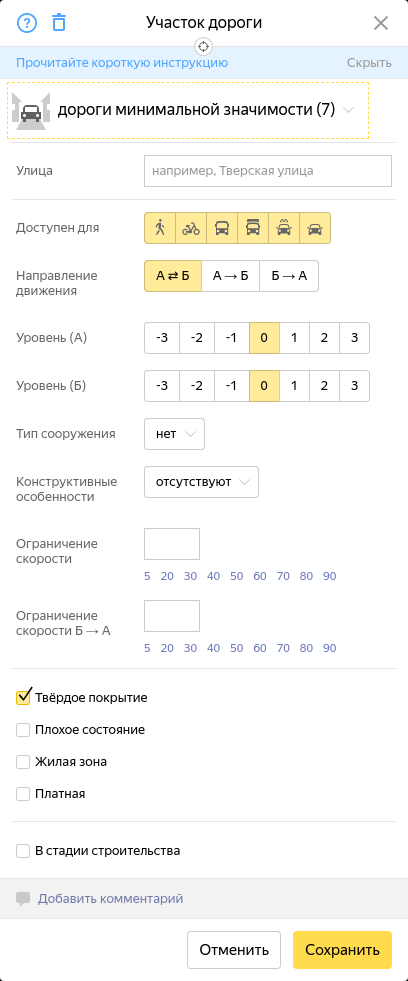 Участок дороги
Прочитайте короткую инструкцию Скрыть
дороги минимальной значимости (7)
Улица например, Тверская улица
Доступен для
Направление движения А ⇄ Б А → Б Б → А
Уровень (А) -3 -2 -1 0 1 2 3
Уровень (Б) -3 -2 -1 0 1 2 3
Тип сооружения нет
Конструктивные особенности отсутствуют
Ограничение скорости
5 20 30 40 50 60 70 80 90
Ограничение скорости Б → А
5 20 30 40 50 60 70 80 90
Твёрдое покрытие
Плохое состояние
Жилая зона
Платная
В стадии строительства
Добавить комментарий
Отменить Сохранить